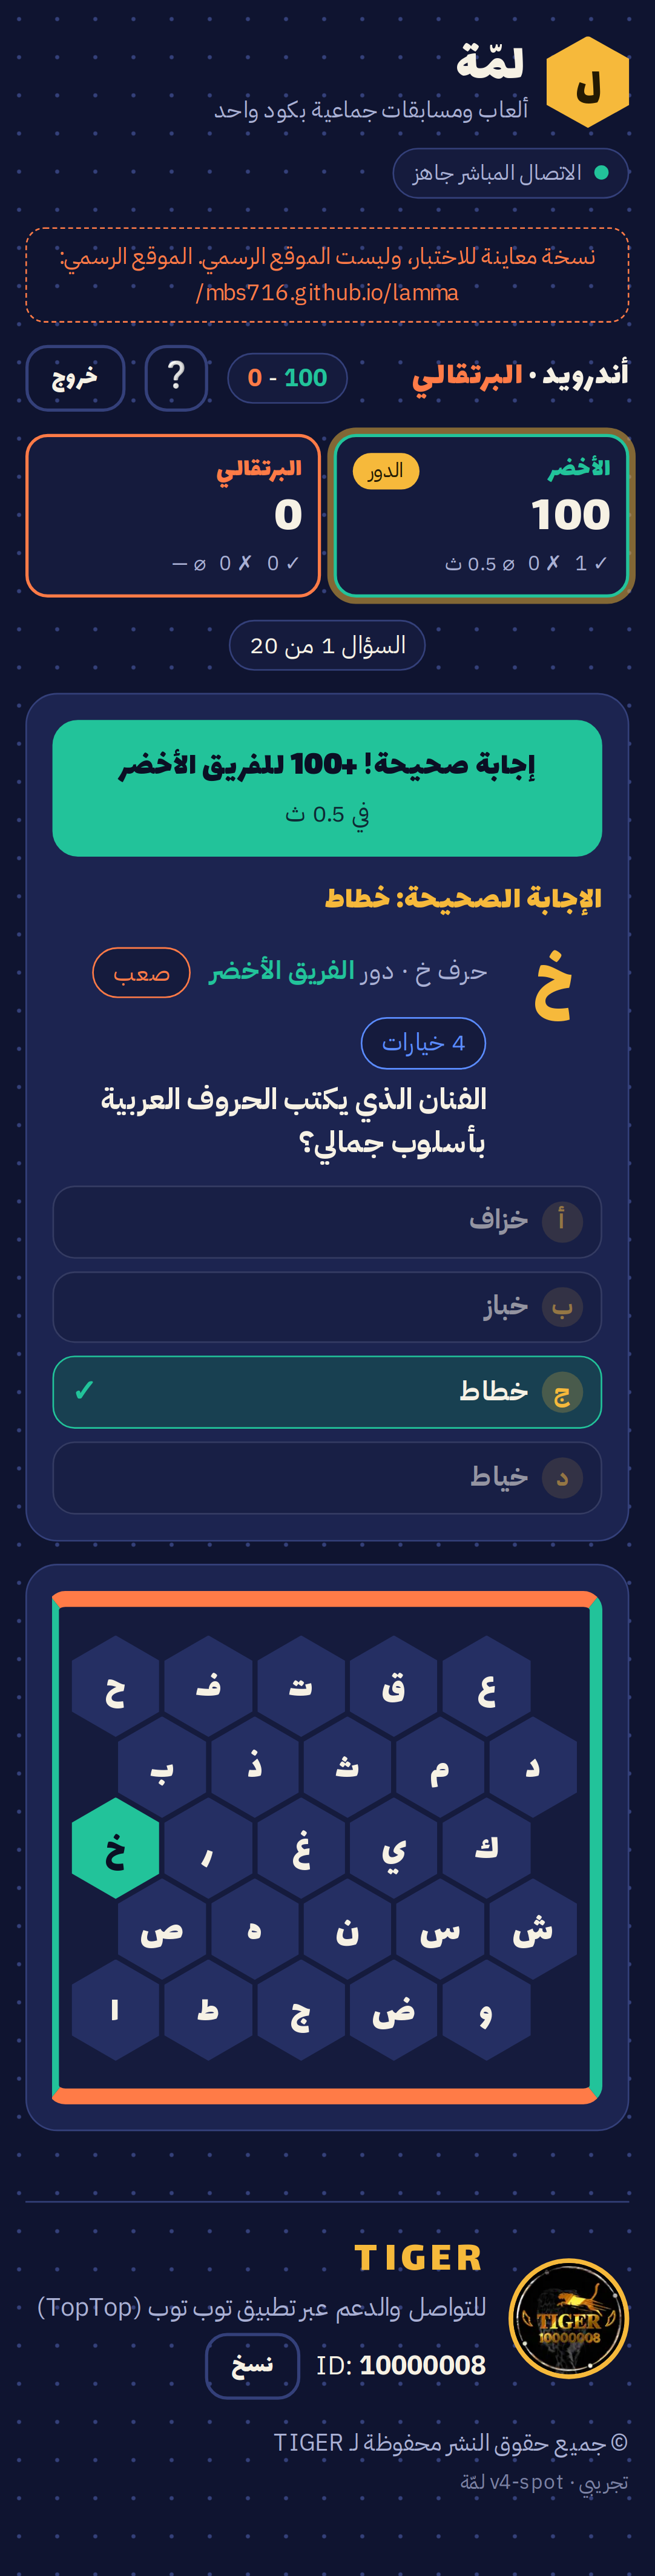 ل
لمّة
ألعاب ومسابقات جماعية بكود واحد
الاتصال المباشر جاهز
نسخة معاينة للاختبار، وليست الموقع الرسمي. الموقع الرسمي:
mbs716.github.io/lamma/
أندرويد · البرتقالي
100 - 0
?
خروج
الأخضر
الدور
100
✓ 1 ✗ 0 ⌀ 0.5 ث
البرتقالي
0
✓ 0 ✗ 0 ⌀ —
السؤال 1 من 20
إجابة صحيحة! +100 للفريق الأخضر
في 0.5 ث
الإجابة الصحيحة: خطاط
خ
حرف خ · دور الفريق الأخضر
صعب
4 خيارات
الفنان الذي يكتب الحروف العربية
بأسلوب جمالي؟
أ خزاف
ب خباز
ج خطاط ✓
د خياط
ع ق ت ف ح
د م ث ذ ب
ك ي غ ر خ
ش س ن ه ص
و ض ج ط ا
TIGER
10000008
TIGER
للتواصل والدعم عبر تطبيق توب توب (TopTop)
ID: 10000008
نسخ
© جميع حقوق النشر محفوظة لـ TIGER
تجريبي · v4-spot لمّة